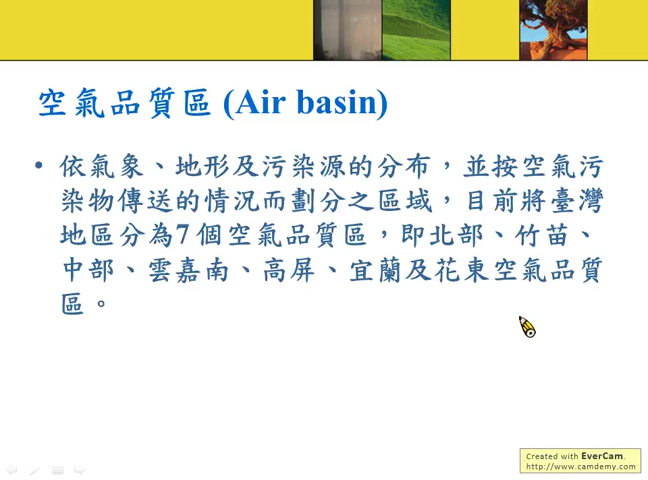 空氣品質區 (Air basin)
• 依氣象、地形及污染源的分布，並按空氣污
染物傳送的情況而劃分之區域，目前將臺灣
地區分為7 個空氣品質區，即北部、竹苗、
中部、雲嘉南、高屏、宜蘭及花東空氣品質
區。
Created with EverCam.
http://www.camdemy.com